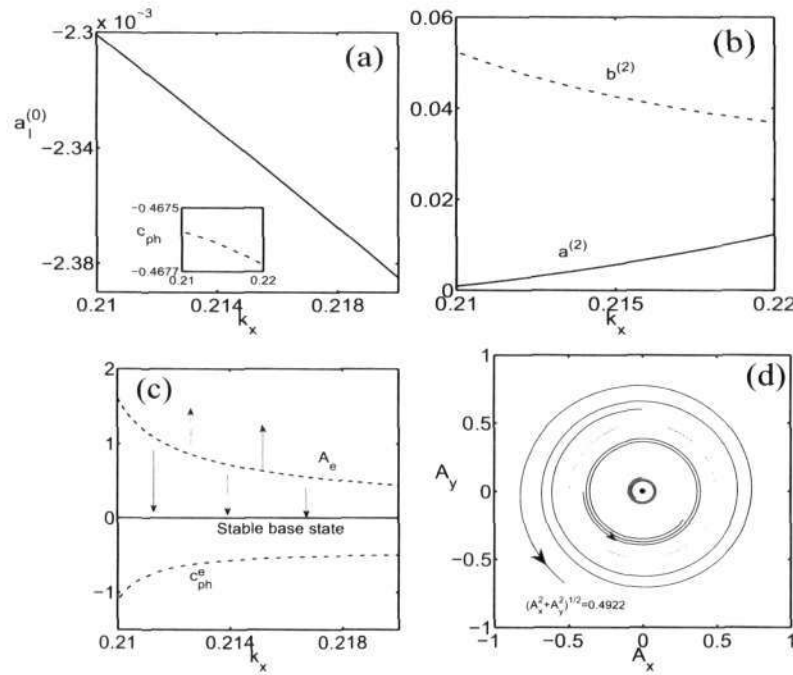 × 10⁻³
−2.3
(a)
a_l^(0)
−2.34
−2.38
−0.4675
c_ph
−0.4677
0.21 0.22
0.21 0.214 0.218
k_x
0.06
(b)
b^(2)
0.04
0.02
a^(2)
0
0.21 0.215 0.22
k_x
2
(c)
1
A_e
0
Stable base state
c_ph^e
−1
0.21 0.214 0.218
k_x
1
(d)
0.5
A_y
0
−0.5
(A_x^2+A_y^2)^1/2=0.4922
−1
−1 −0.5 0 0.5 1
A_x